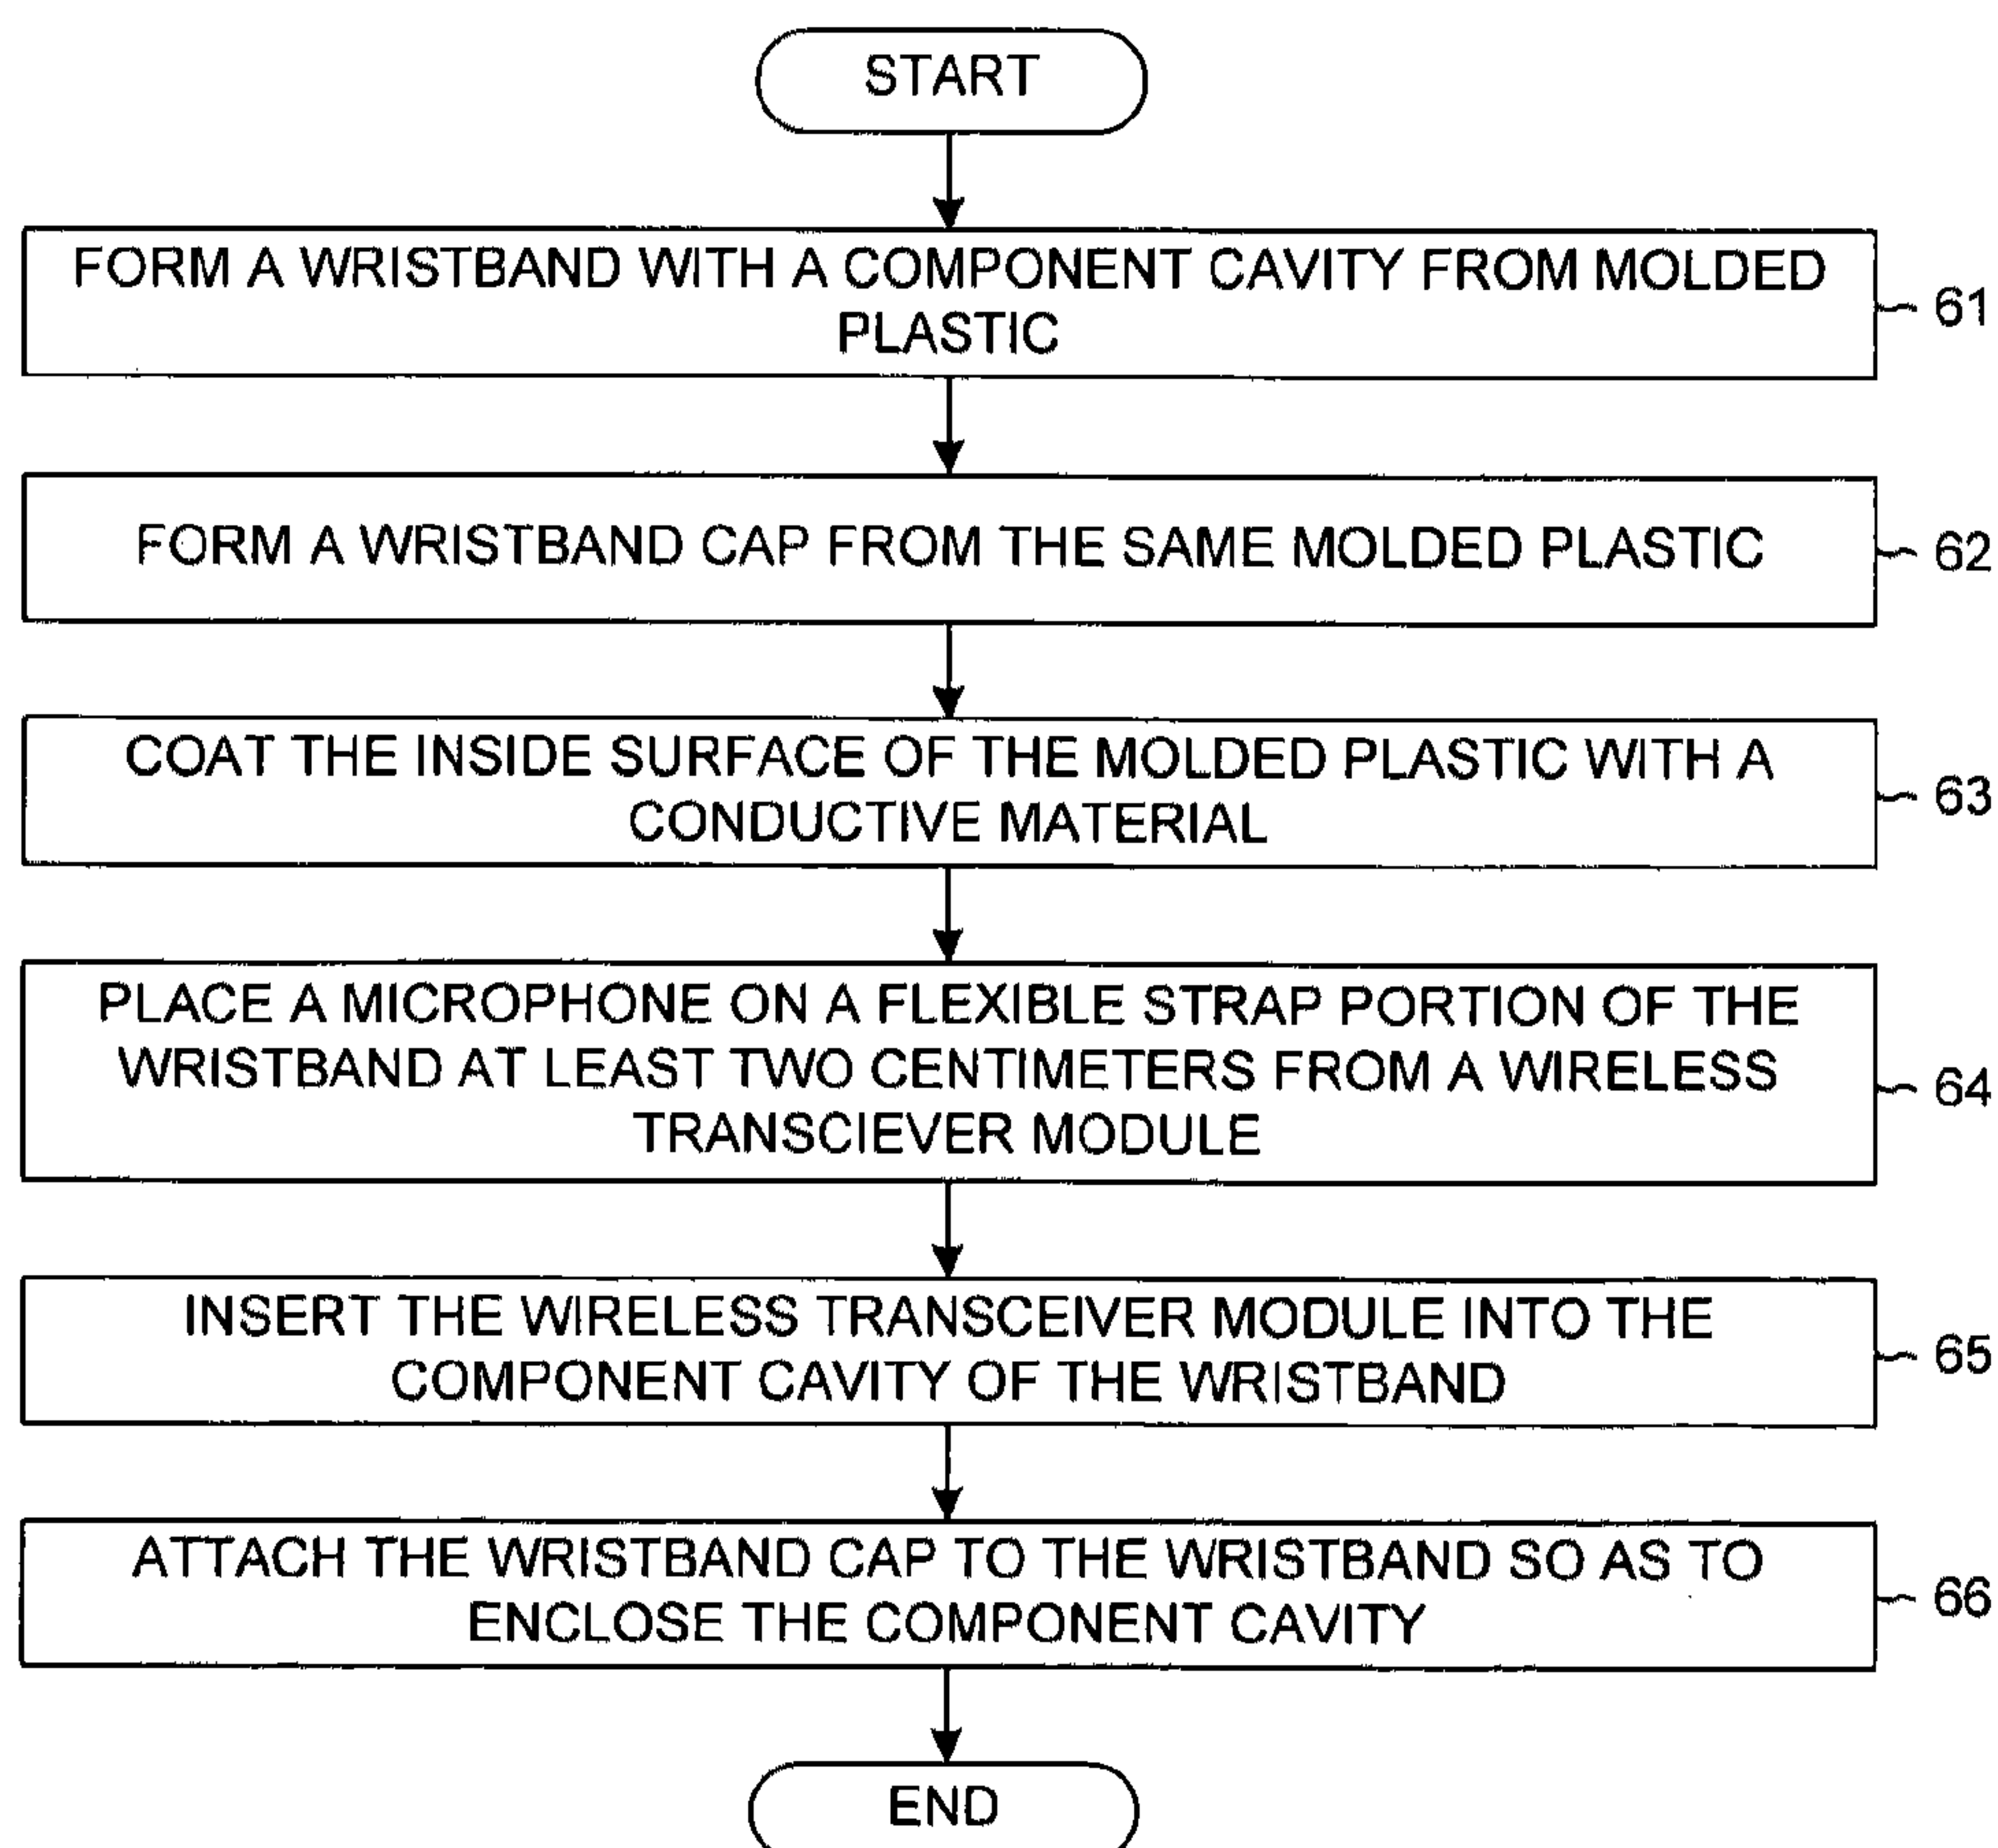 START
FORM A WRISTBAND WITH A COMPONENT CAVITY FROM MOLDED
PLASTIC
61
FORM A WRISTBAND CAP FROM THE SAME MOLDED PLASTIC
62
COAT THE INSIDE SURFACE OF THE MOLDED PLASTIC WITH A
CONDUCTIVE MATERIAL
63
PLACE A MICROPHONE ON A FLEXIBLE STRAP PORTION OF THE
WRISTBAND AT LEAST TWO CENTIMETERS FROM A WIRELESS
TRANSCIEVER MODULE
64
INSERT THE WIRELESS TRANSCEIVER MODULE INTO THE
COMPONENT CAVITY OF THE WRISTBAND
65
ATTACH THE WRISTBAND CAP TO THE WRISTBAND SO AS TO
ENCLOSE THE COMPONENT CAVITY
66
END